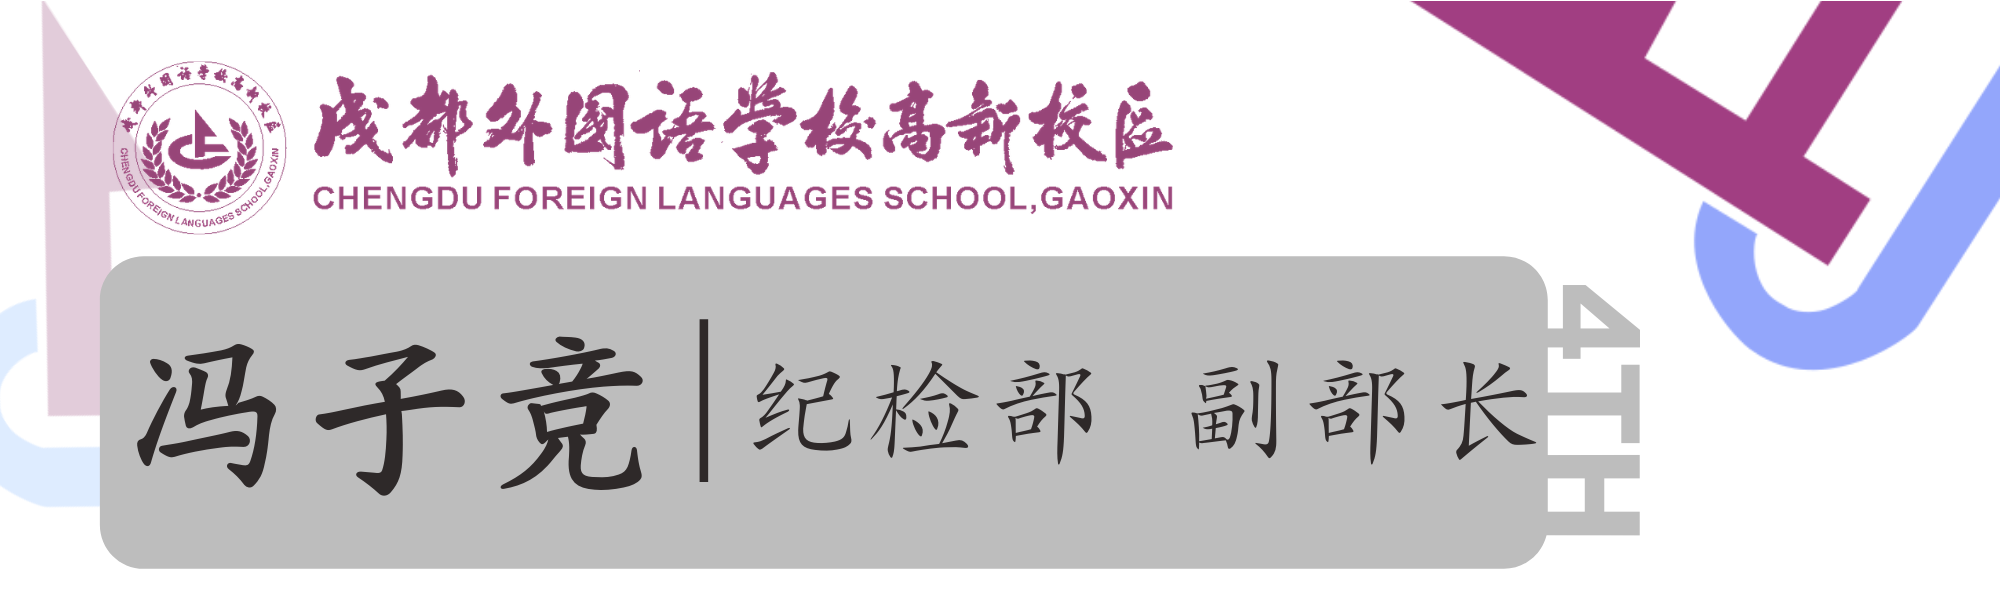 成都外国语学校高新校区
CHENGDU FOREIGN LANGUAGES SCHOOL,GAOXIN
成都外国语学校高新校区
CHENGDU FOREIGN LANGUAGES SCHOOL,GAOXIN
冯子竞 纪检部 副部长
4TH